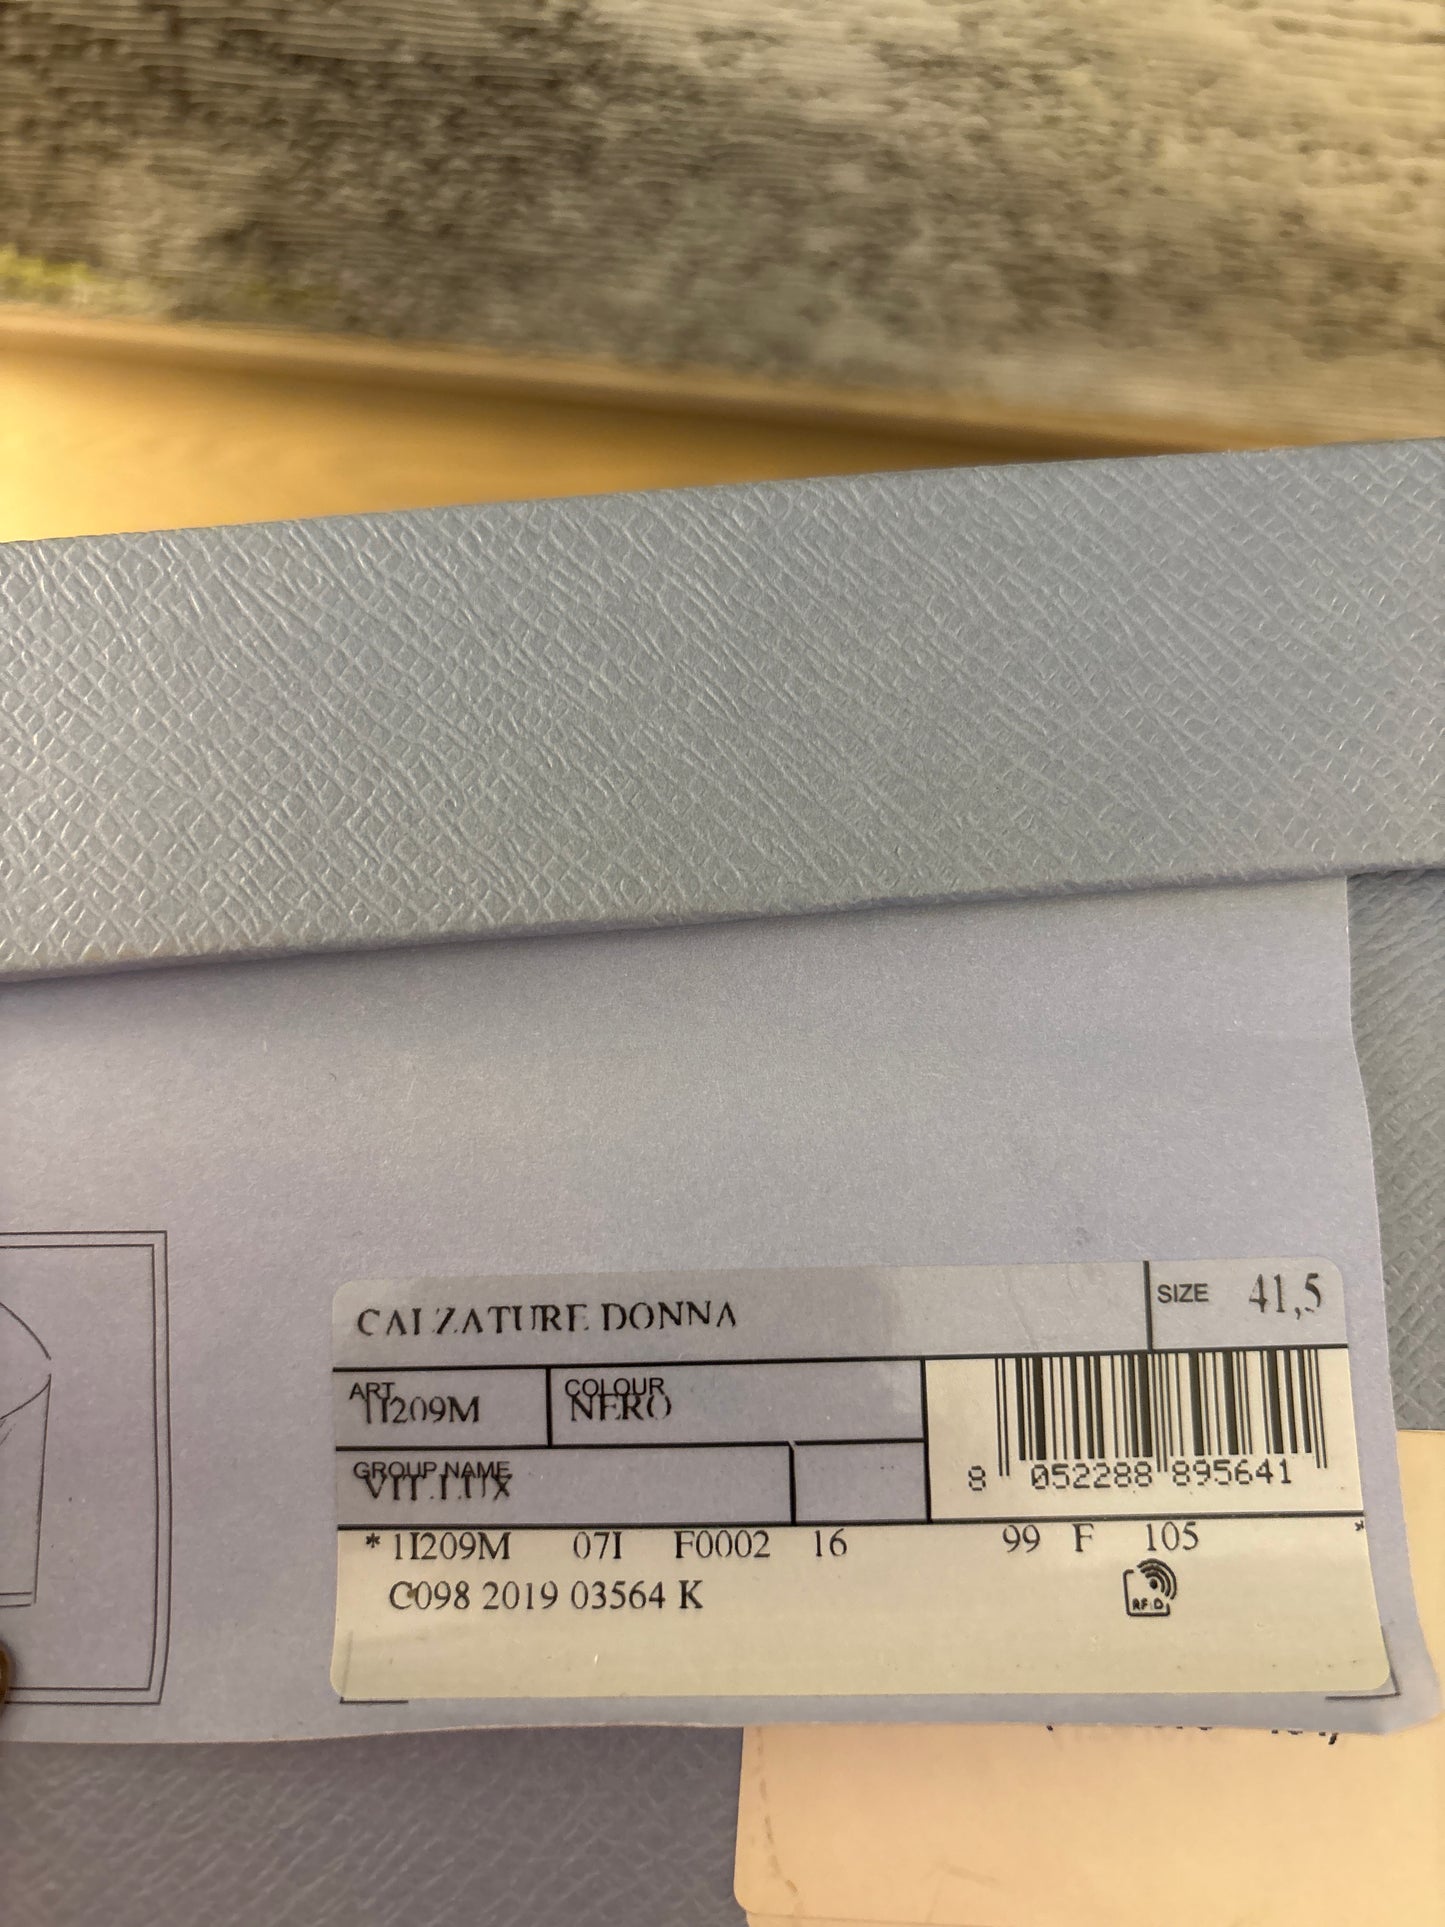 CALZATURE DONNA
SIZE 41,5
ART. 1I209M
COLOUR NERO
GROUP NAME VIT.LUX
8 052288 895641
* 1I209M 07I F0002 16 99 F 105 *
C098 2019 03564 K
RFID